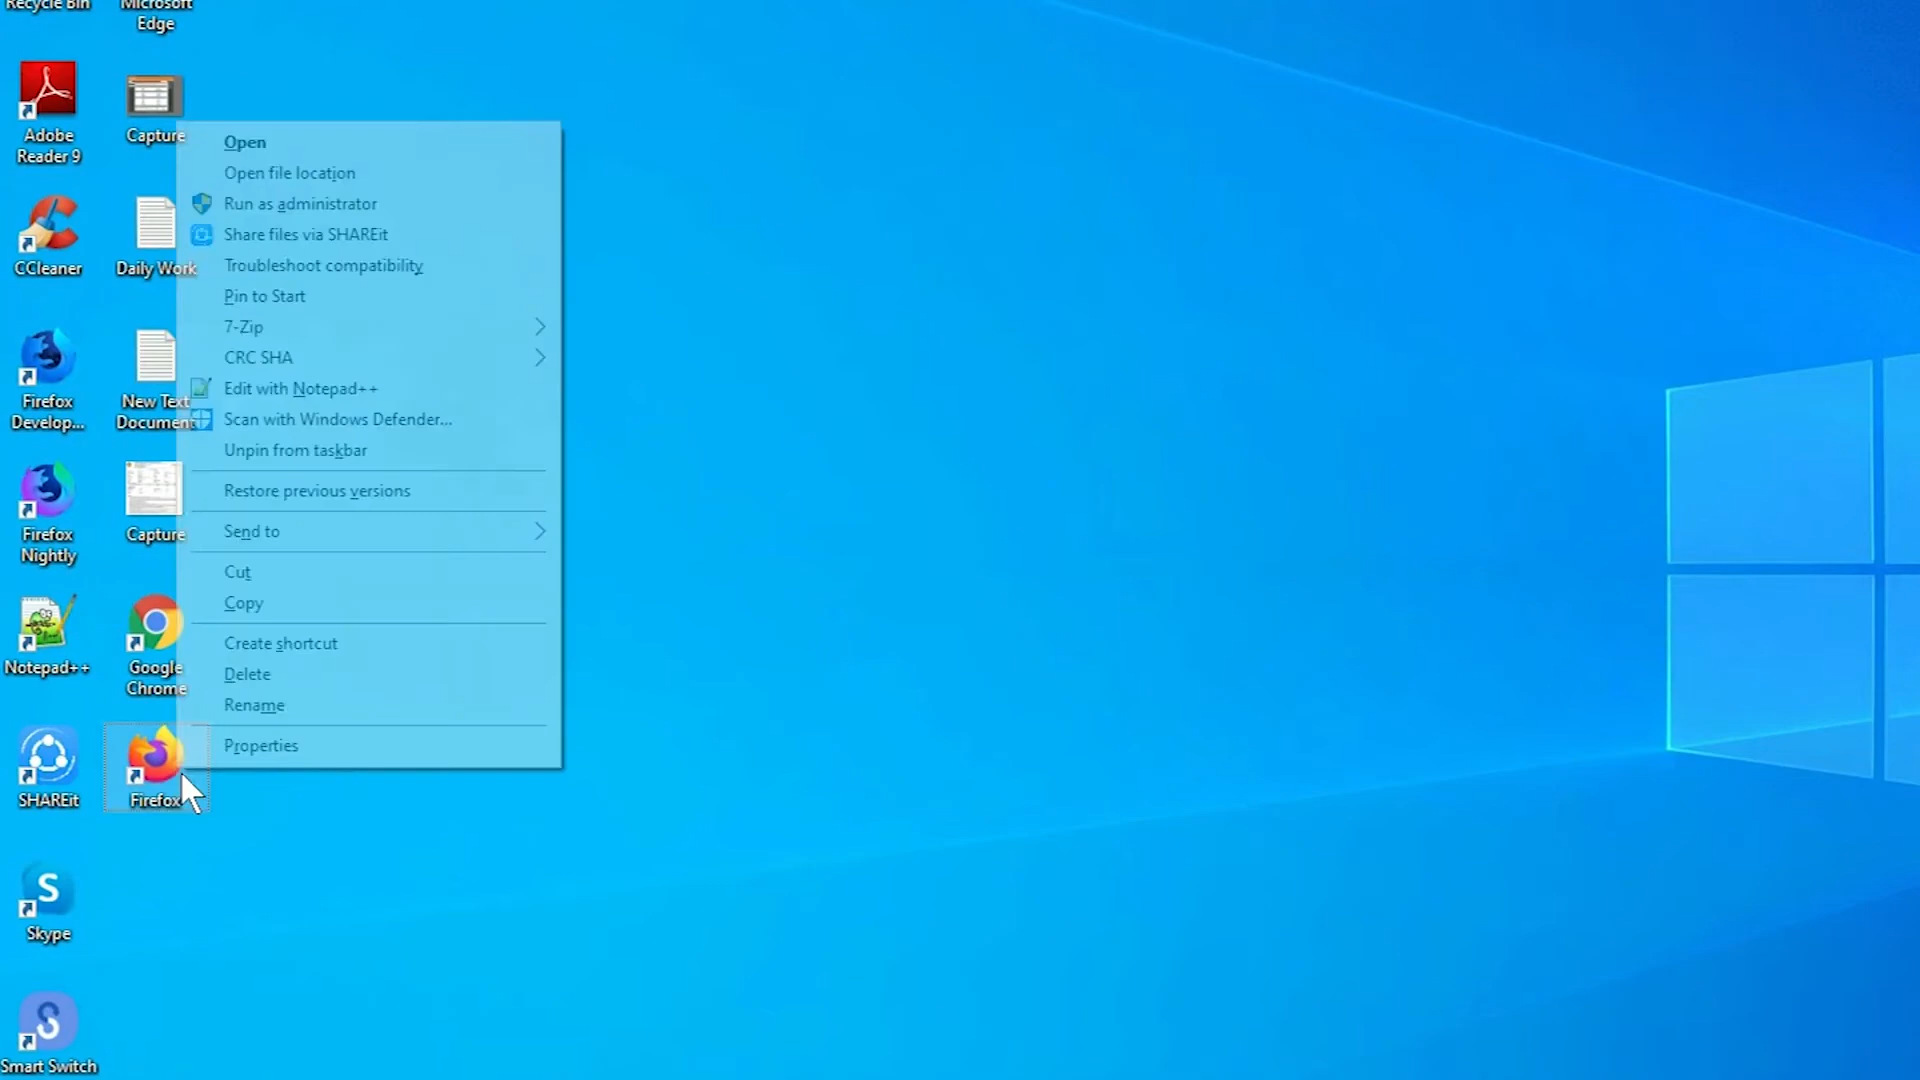 Recycle Bin
Microsoft
Edge
Adobe
Reader 9
Capture
CCleaner
Daily Work
Firefox
Develop...
New Text
Document
Firefox
Nightly
Capture
Notepad++
Google
Chrome
SHAREit
Firefox
Skype
Smart Switch
Open
Open file location
Run as administrator
Share files via SHAREit
Troubleshoot compatibility
Pin to Start
7-Zip
CRC SHA
Edit with Notepad++
Scan with Windows Defender...
Unpin from taskbar
Restore previous versions
Send to
Cut
Copy
Create shortcut
Delete
Rename
Properties